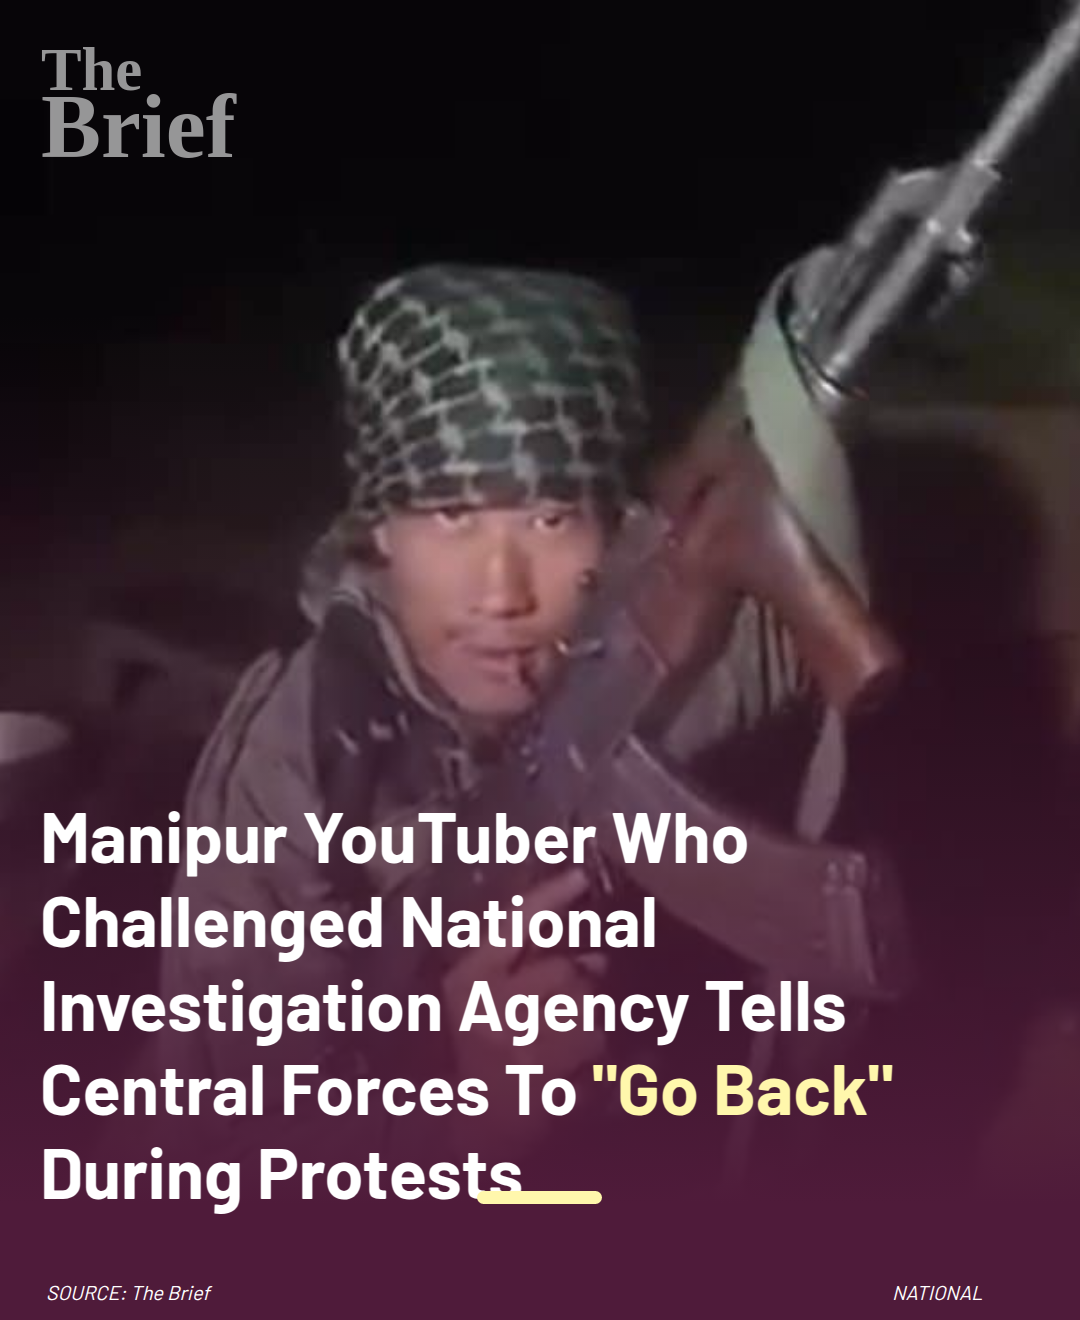 The
Brief
Manipur YouTuber Who
Challenged National
Investigation Agency Tells
Central Forces To "Go Back"
During Protests
SOURCE: The Brief
NATIONAL